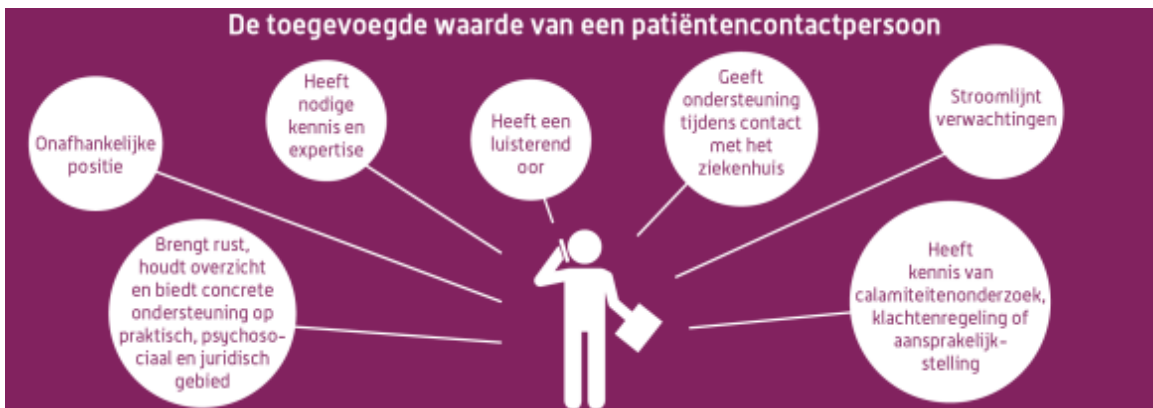 De toegevoegde waarde van een patiëntencontactpersoon
Onafhankelijke
positie
Heeft
nodige
kennis en
expertise
Heeft een
luisterend
oor
Geeft
ondersteuning
tijdens contact
met het
ziekenhuis
Stroomlijnt
verwachtingen
Brengt rust,
houdt overzicht
en biedt concrete
ondersteuning op
praktisch, psychoso-
ciaal en juridisch
gebied
Heeft
kennis van
calamiteitenonderzoek,
klachtenregeling of
aansprakelijk-
stelling